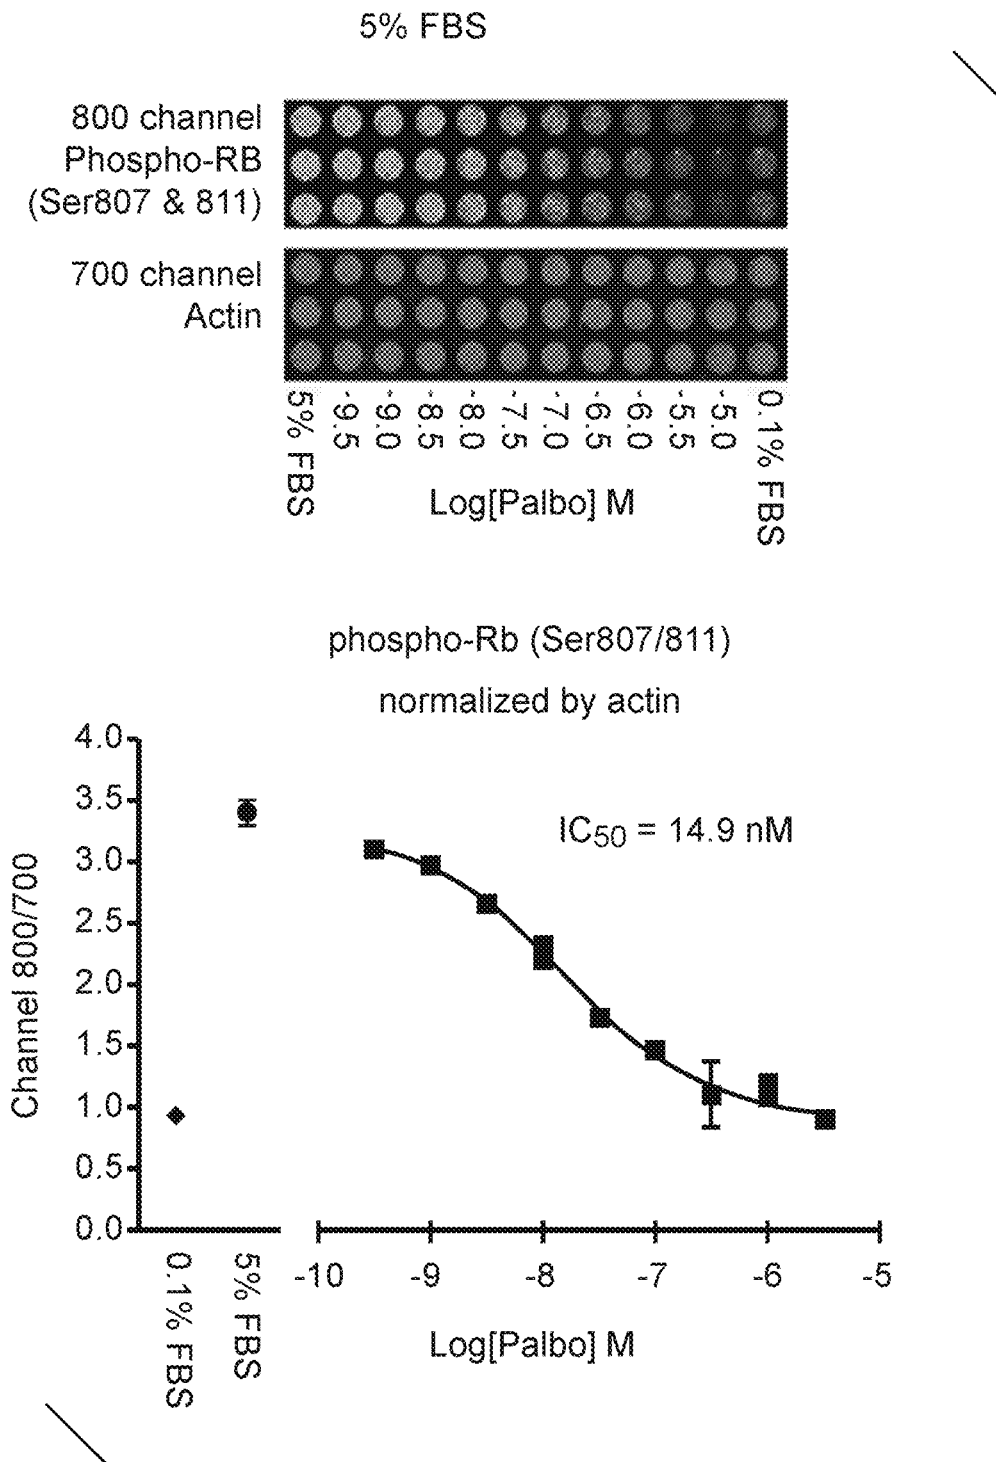 5% FBS
800 channel
Phospho-RB
(Ser807 & 811)
700 channel
Actin
5% FBS
-9.5
-9.0
-8.5
-8.0
-7.5
-7.0
-6.5
-6.0
-5.5
-5.0
0.1% FBS
Log[Palbo] M
phospho-Rb (Ser807/811)
normalized by actin
IC50 = 14.9 nM
Channel 800/700
4.0
3.5
3.0
2.5
2.0
1.5
1.0
0.5
0.0
0.1% FBS
5% FBS
-10
-9
-8
-7
-6
-5
Log[Palbo] M